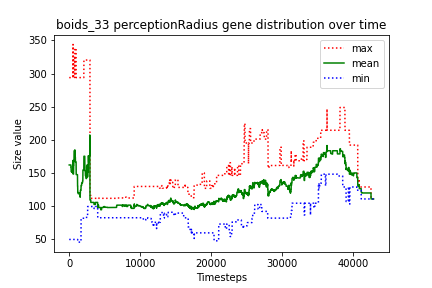 boids_33 perceptionRadius gene distribution over time
max
mean
min
Size value
350
300
250
200
150
100
50
0
10000
20000
30000
40000
Timesteps